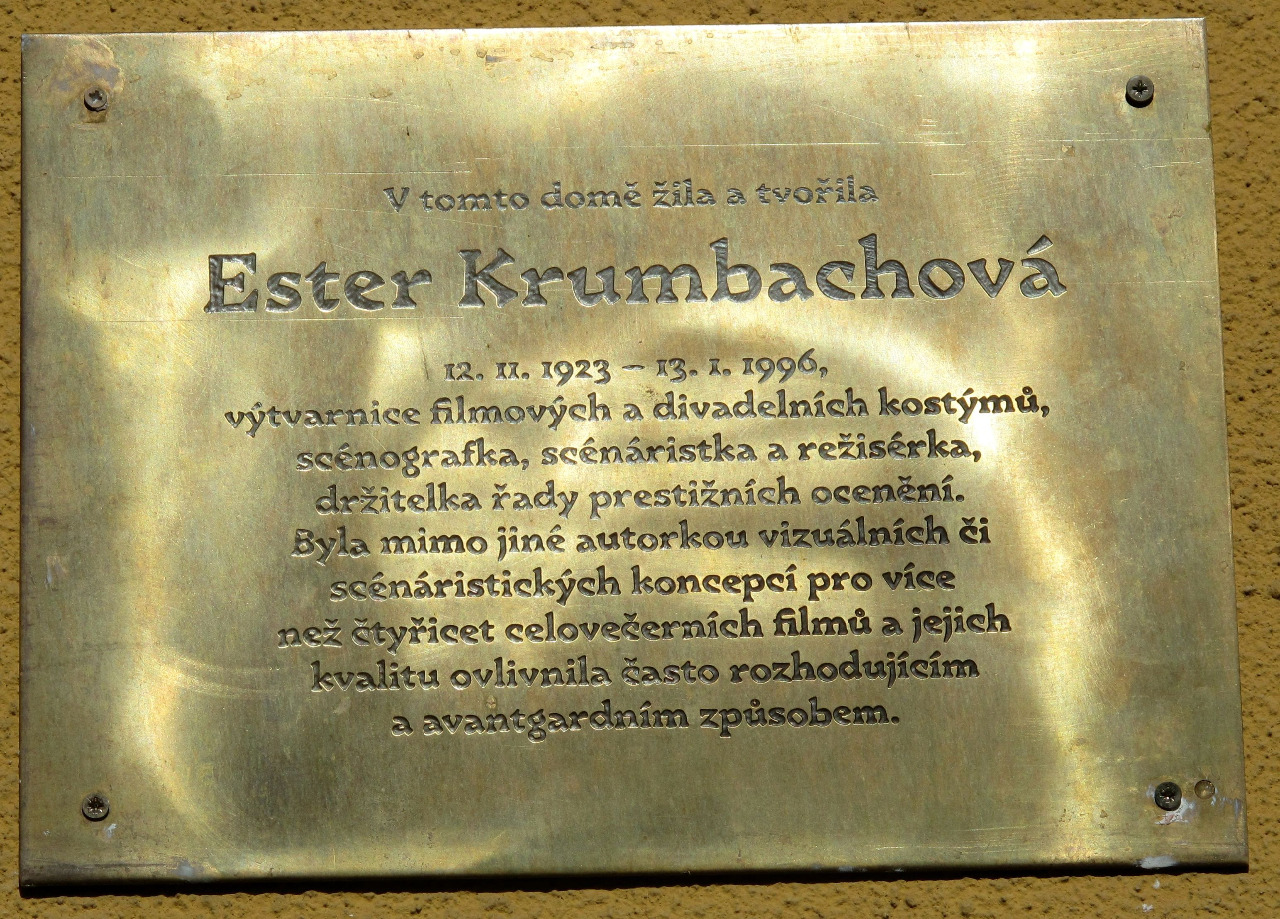 V tomto domě žila a tvořila
Ester Krumbachová
12. 11. 1923 – 13. 1. 1996,
výtvarnice filmových a divadelních kostýmů,
scénografka, scénáristka a režisérka,
držitelka řady prestižních ocenění.
Byla mimo jiné autorkou vizuálních či
scénáristických koncepcí pro více
než čtyřicet celovečerních filmů a jejich
kvalitu ovlivnila často rozhodujícím
a avantgardním způsobem.